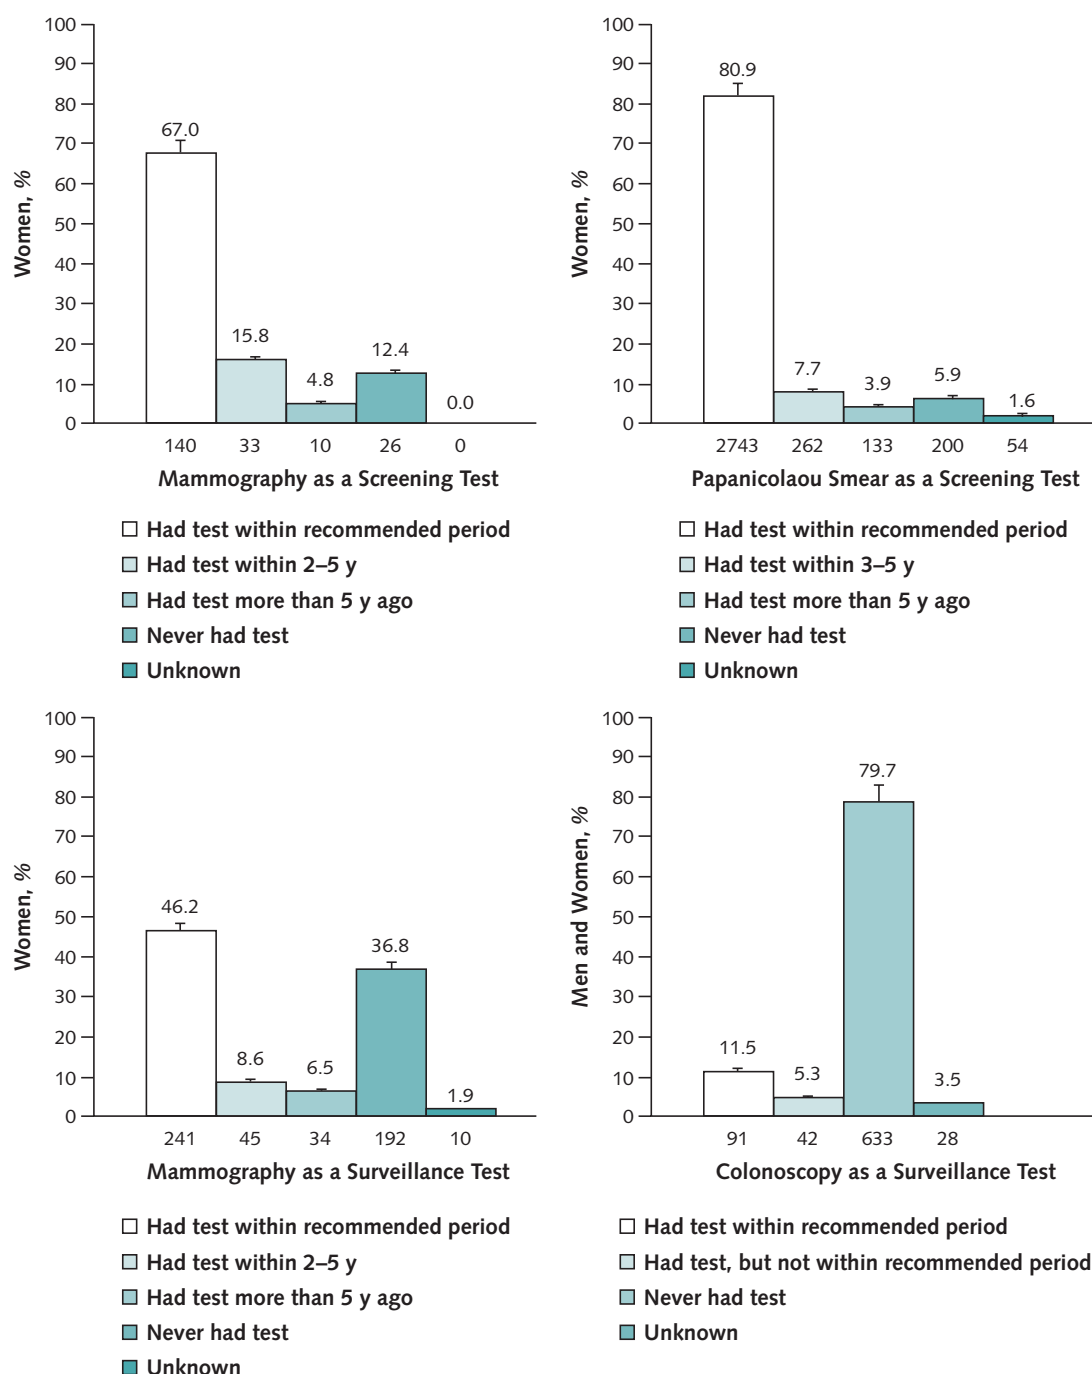 100
90
80
70
60
50
40
30
20
10
0
Women, %
67.0
15.8
4.8
12.4
0.0
140 33 10 26 0
Mammography as a Screening Test
Had test within recommended period
Had test within 2–5 y
Had test more than 5 y ago
Never had test
Unknown
100
90
80
70
60
50
40
30
20
10
0
Women, %
80.9
7.7
3.9
5.9
1.6
2743 262 133 200 54
Papanicolaou Smear as a Screening Test
Had test within recommended period
Had test within 3–5 y
Had test more than 5 y ago
Never had test
Unknown
100
90
80
70
60
50
40
30
20
10
0
Women, %
46.2
8.6
6.5
36.8
1.9
241 45 34 192 10
Mammography as a Surveillance Test
Had test within recommended period
Had test within 2–5 y
Had test more than 5 y ago
Never had test
Unknown
100
90
80
70
60
50
40
30
20
10
0
Men and Women, %
11.5
5.3
79.7
3.5
91 42 633 28
Colonoscopy as a Surveillance Test
Had test within recommended period
Had test, but not within recommended period
Never had test
Unknown